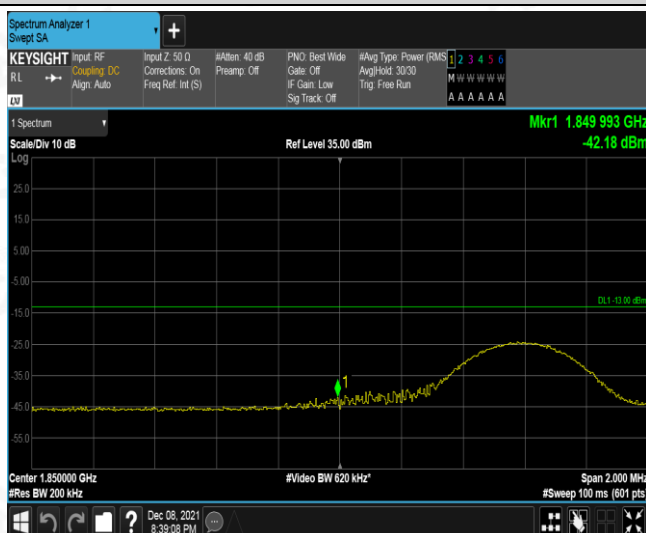 Spectrum Analyzer 1
Swept SA
+
KEYSIGHT
RL
LXI
Input: RF
Coupling: DC
Align: Auto
Input Z: 50 Ω
Corrections: On
Freq Ref: Int (S)
#Atten: 40 dB
Preamp: Off
PNO: Best Wide
Gate: Off
IF Gain: Low
Sig Track: Off
#Avg Type: Power (RMS
Avg|Hold: 30/30
Trig: Free Run
1 2 3 4 5 6
M W W W W W
A A A A A A
1 Spectrum
Scale/Div 10 dB
Ref Level 35.00 dBm
Mkr1 1.849 993 GHz
-42.18 dBm
Log
25.0
15.0
5.00
-5.00
DL1 -13.00 dBm
-15.0
-25.0
-35.0
1
-45.0
-55.0
Center 1.850000 GHz
#Video BW 620 kHz*
Span 2.000 MHz
#Res BW 200 kHz
#Sweep 100 ms (601 pts)
?
Dec 08, 2021
8:39:08 PM